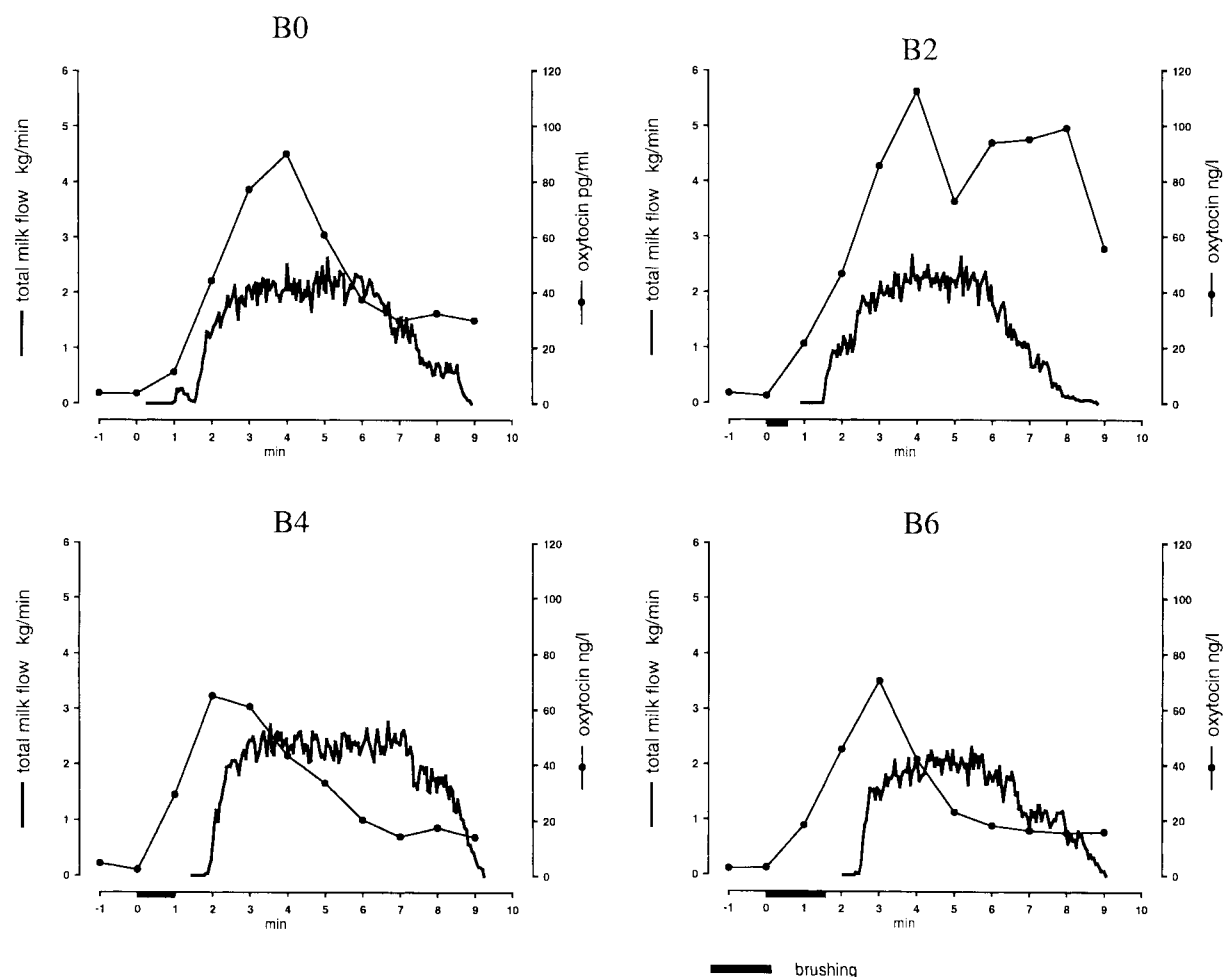 B0
6
5
4
3
2
1
0
total milk flow kg/min
120
100
80
60
40
20
0
oxytocin pg/ml
-1 0 1 2 3 4 5 6 7 8 9 10
min
B2
6
5
4
3
2
1
0
total milk flow kg/min
120
100
80
60
40
20
0
oxytocin ng/l
-1 0 1 2 3 4 5 6 7 8 9 10
min
B4
6
5
4
3
2
1
0
total milk flow kg/min
120
100
80
60
40
20
0
oxytocin ng/l
-1 0 1 2 3 4 5 6 7 8 9 10
min
B6
6
5
4
3
2
1
0
total milk flow kg/min
120
100
80
60
40
20
0
oxytocin ng/l
-1 0 1 2 3 4 5 6 7 8 9 10
min
brushing